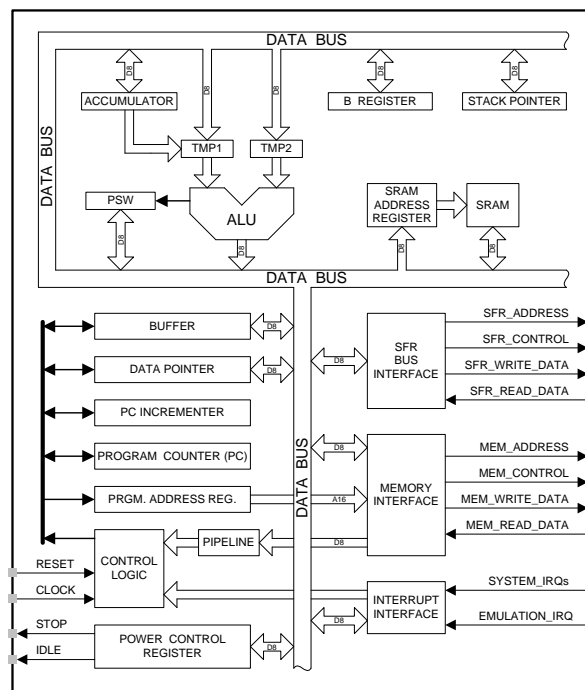 DATA BUS
D8 D8 D8 D8 D8
ACCUMULATOR
B REGISTER
STACK POINTER
DATA BUS
TMP1
TMP2
PSW
ALU
SRAM ADDRESS REGISTER
SRAM
D8 D8 D8 D8
DATA BUS
BUFFER
D8
DATA POINTER
D8
PC INCREMENTER
PROGRAM COUNTER (PC)
PRGM. ADDRESS REG.
A16
DATA BUS
SFR BUS INTERFACE
D8
SFR_ADDRESS
SFR_CONTROL
SFR_WRITE_DATA
SFR_READ_DATA
D8
MEMORY INTERFACE
MEM_ADDRESS
MEM_CONTROL
MEM_WRITE_DATA
MEM_READ_DATA
RESET
CLOCK
CONTROL LOGIC
PIPELINE
D8
INTERRUPT INTERFACE
D8
SYSTEM_IRQs
EMULATION_IRQ
STOP
IDLE
POWER CONTROL REGISTER
D8